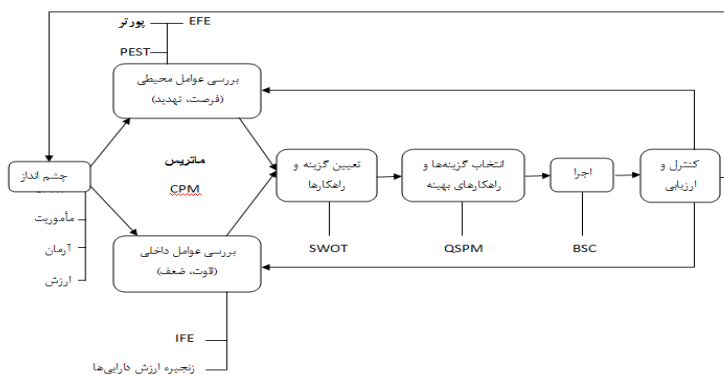 پورتر
EFE
PEST
بررسی عوامل محیطی
(فرصت، تهدید)
ماتریس
CPM
چشم انداز
مأموریت
آرمان
ارزش
بررسی عوامل داخلی
(قوت، ضعف)
IFE
زنجیره ارزش دارایی‌ها
تعیین گزینه و
راهکارها
SWOT
انتخاب گزینه‌ها و
راهکارهای بهینه
QSPM
اجرا
BSC
کنترل و
ارزیابی